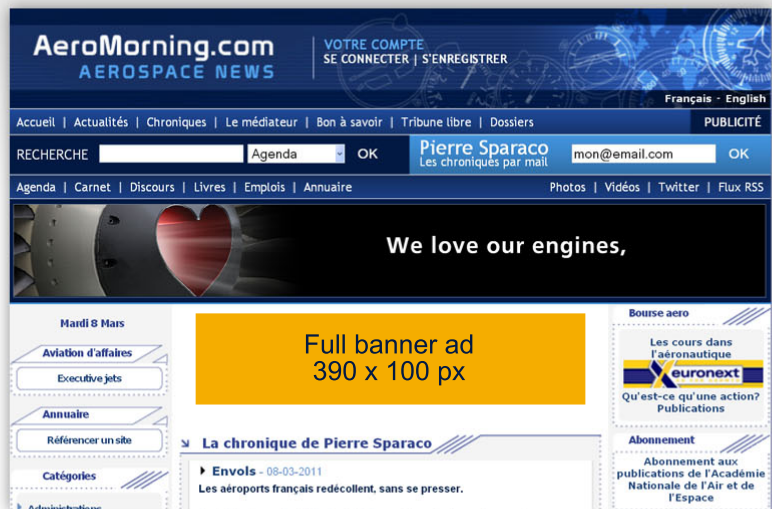 AeroMorning.com
AEROSPACE NEWS
VOTRE COMPTE
SE CONNECTER | S'ENREGISTRER
Français - English
Accueil | Actualités | Chroniques | Le médiateur | Bon à savoir | Tribune libre | Dossiers
PUBLICITÉ
RECHERCHE
Agenda
OK
Pierre Sparaco
Les chroniques par mail
mon@email.com
OK
Agenda | Carnet | Discours | Livres | Emplois | Annuaire
Photos | Vidéos | Twitter | Flux RSS
We love our engines,
Mardi 8 Mars
Aviation d'affaires
Executive jets
Annuaire
Référencer un site
Catégories
Administrations
Full banner ad
390 x 100 px
La chronique de Pierre Sparaco
Envols - 08-03-2011
Les aéroports français redécollent, sans se presser.
Bourse aero
Les cours dans
l'aéronautique
euronext
Qu'est-ce qu'une action?
Publications
Abonnement
Abonnement aux
publications de l'Académie
Nationale de l'Air et de
l'Espace